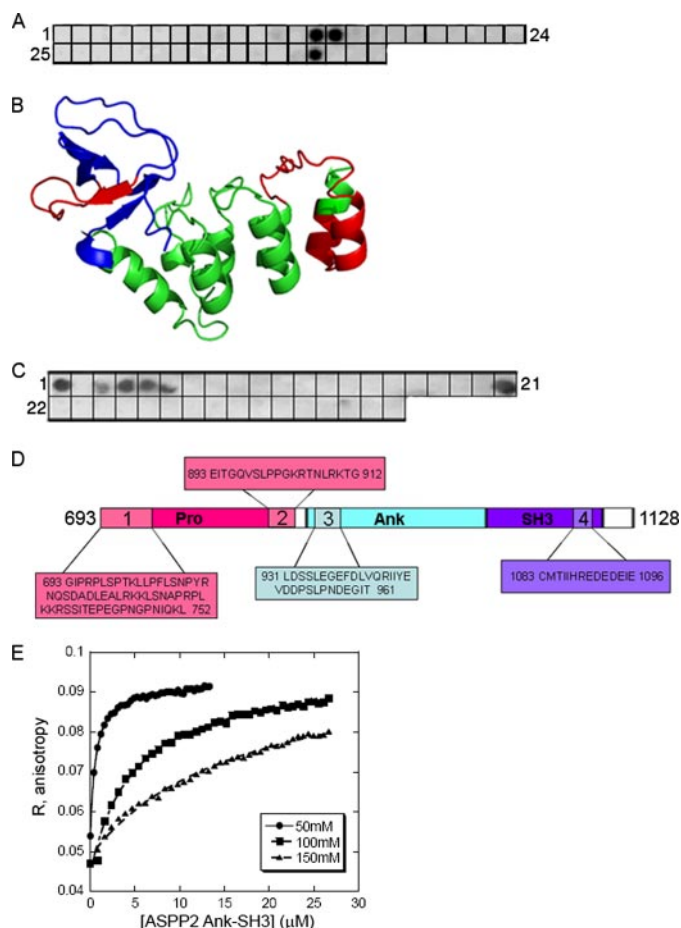 A
1
24
25
B
C
1
21
22
D
893 EITGQVSLPPGKRTNLRKTG 912
693
1
Pro
2
3
Ank
SH3
4
1128
693 GIPRPLSPTKLLPFLSNPYR
NQSDADLEALRKKLSNAPRPL
KKRSSITEPEGPNGPNIQKL 752
931 LDSSLEGEFDLVQRIIYE
VDDPSLPNDEGIT 961
1083 CMTIIHREDEDEIE 1096
E
0.1
0.09
0.08
0.07
0.06
0.05
0.04
R, anisotropy
50mM
100mM
150mM
0 5 10 15 20 25 30
[ASPP2 Ank-SH3] (μM)